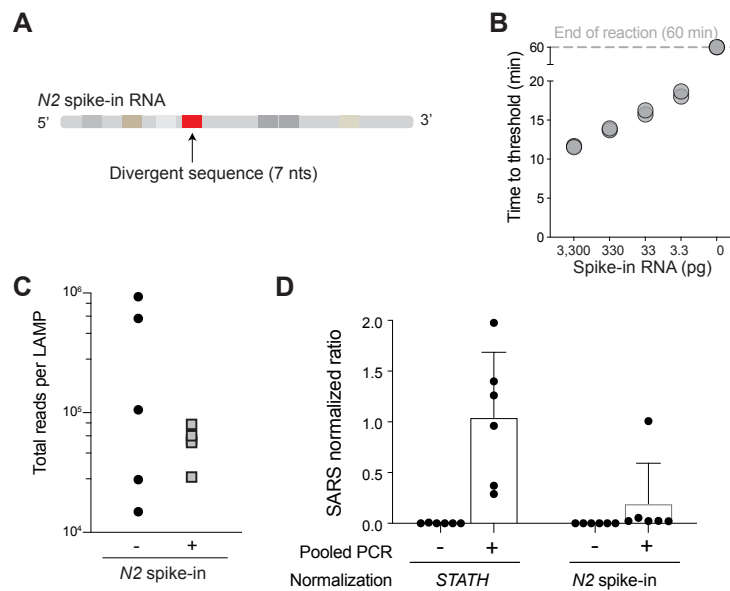 A
N2 spike-in RNA
5’
3’
Divergent sequence (7 nts)
B
End of reaction (60 min)
Time to threshold (min)
60
20
15
10
5
0
3,300 330 33 3.3 0
Spike-in RNA (pg)
C
Total reads per LAMP
10⁶
10⁵
10⁴
- +
N2 spike-in
D
SARS normalized ratio
2.0
1.5
1.0
0.5
0.0
Pooled PCR - + - +
Normalization STATH N2 spike-in